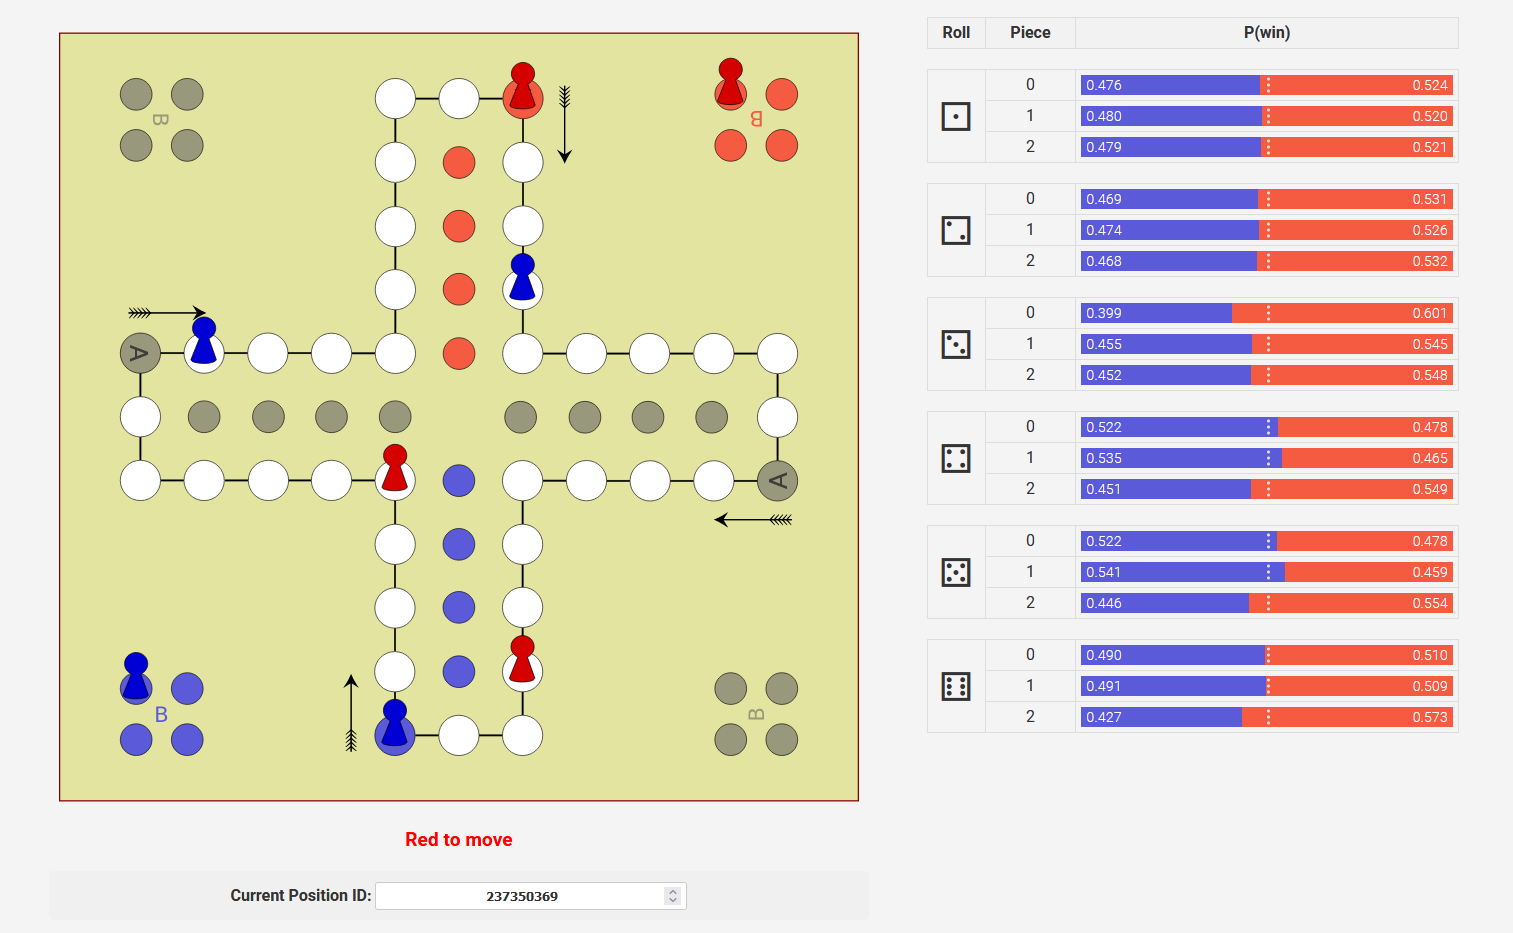 B
B
A
A
B
B
Red to move
Current Position ID: 237350369
Roll Piece P(win)
0 0.476 0.524
1 0.480 0.520
2 0.479 0.521
0 0.469 0.531
1 0.474 0.526
2 0.468 0.532
0 0.399 0.601
1 0.455 0.545
2 0.452 0.548
0 0.522 0.478
1 0.535 0.465
2 0.451 0.549
0 0.522 0.478
1 0.541 0.459
2 0.446 0.554
0 0.490 0.510
1 0.491 0.509
2 0.427 0.573